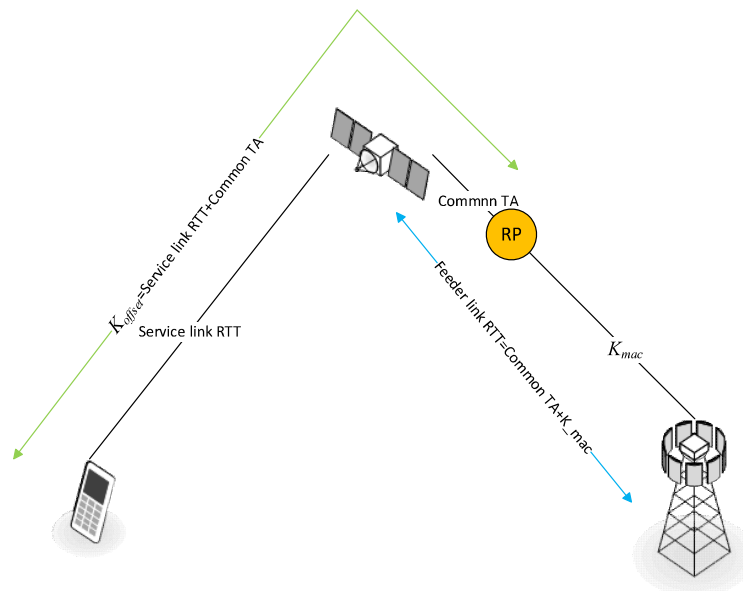 K_offset=Service link RTT+Common TA
Service link RTT
Commnn TA
RP
Feeder link RTT=Common TA+K_mac
K_mac